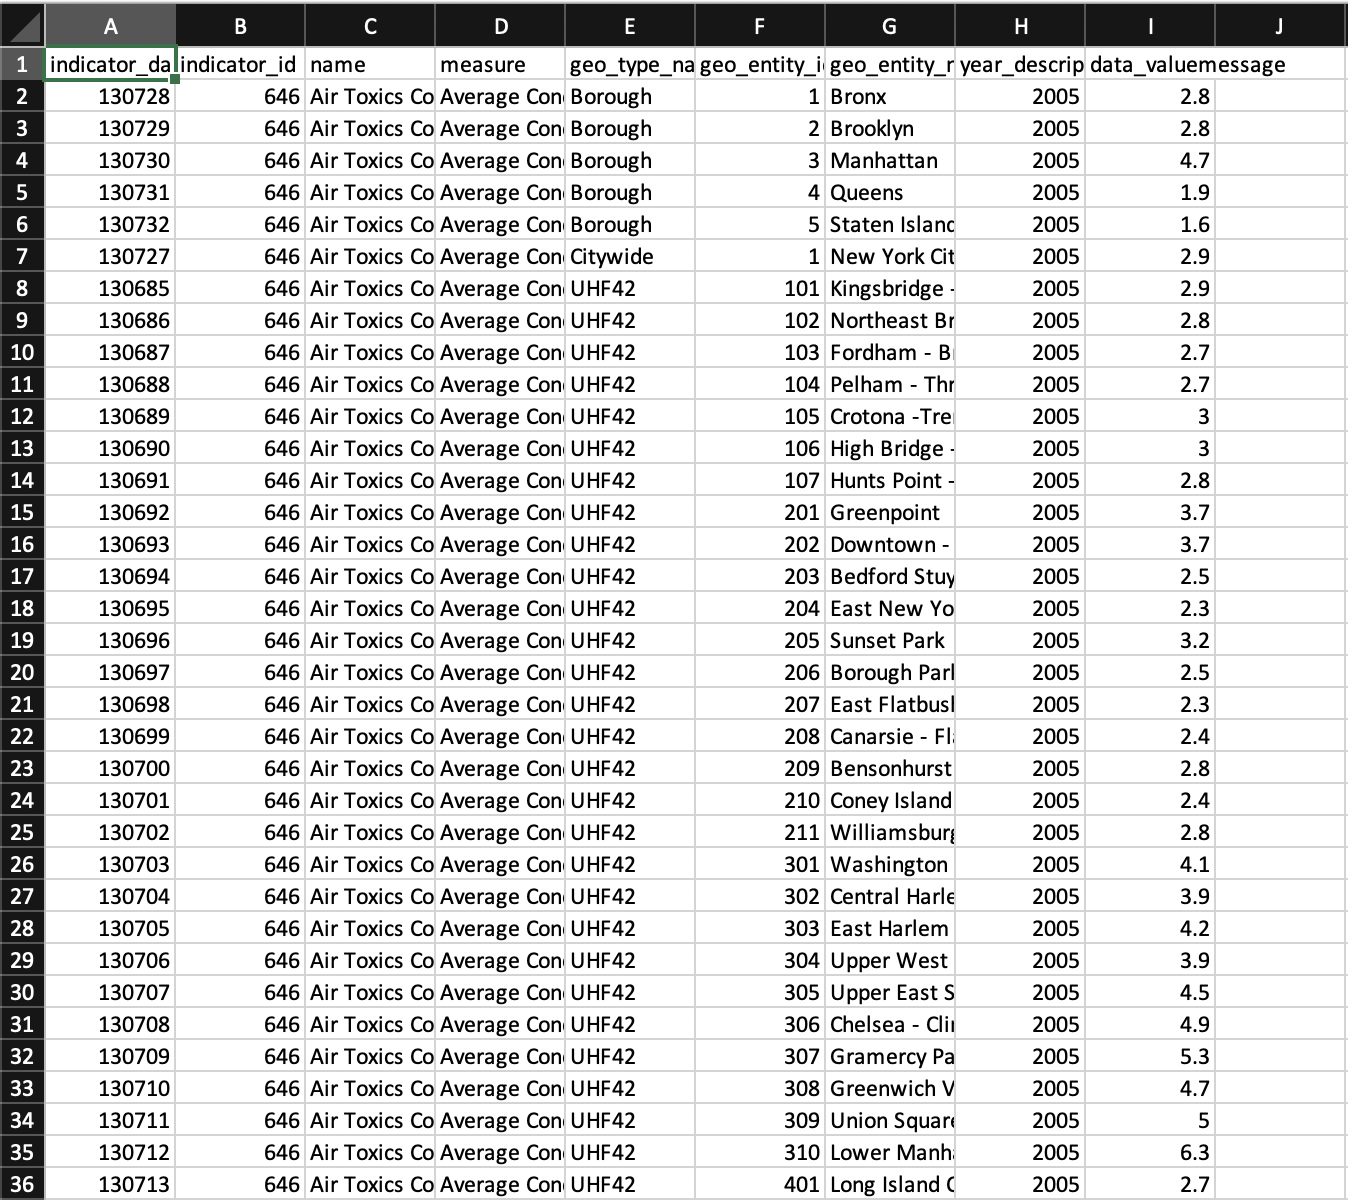 A B C D E F G H I J
1 indicator_da indicator_id name measure geo_type_na geo_entity_i geo_entity_r year_descrip data_valuemessage
2 130728 646 Air Toxics Co Average Con Borough 1 Bronx 2005 2.8
3 130729 646 Air Toxics Co Average Con Borough 2 Brooklyn 2005 2.8
4 130730 646 Air Toxics Co Average Con Borough 3 Manhattan 2005 4.7
5 130731 646 Air Toxics Co Average Con Borough 4 Queens 2005 1.9
6 130732 646 Air Toxics Co Average Con Borough 5 Staten Island 2005 1.6
7 130727 646 Air Toxics Co Average Con Citywide 1 New York Cit 2005 2.9
8 130685 646 Air Toxics Co Average Con UHF42 101 Kingsbridge - 2005 2.9
9 130686 646 Air Toxics Co Average Con UHF42 102 Northeast Br 2005 2.8
10 130687 646 Air Toxics Co Average Con UHF42 103 Fordham - B 2005 2.7
11 130688 646 Air Toxics Co Average Con UHF42 104 Pelham - Thr 2005 2.7
12 130689 646 Air Toxics Co Average Con UHF42 105 Crotona -Tre 2005 3
13 130690 646 Air Toxics Co Average Con UHF42 106 High Bridge - 2005 3
14 130691 646 Air Toxics Co Average Con UHF42 107 Hunts Point - 2005 2.8
15 130692 646 Air Toxics Co Average Con UHF42 201 Greenpoint 2005 3.7
16 130693 646 Air Toxics Co Average Con UHF42 202 Downtown - 2005 3.7
17 130694 646 Air Toxics Co Average Con UHF42 203 Bedford Stuy 2005 2.5
18 130695 646 Air Toxics Co Average Con UHF42 204 East New Yo 2005 2.3
19 130696 646 Air Toxics Co Average Con UHF42 205 Sunset Park 2005 3.2
20 130697 646 Air Toxics Co Average Con UHF42 206 Borough Park 2005 2.5
21 130698 646 Air Toxics Co Average Con UHF42 207 East Flatbush 2005 2.3
22 130699 646 Air Toxics Co Average Con UHF42 208 Canarsie - Fl 2005 2.4
23 130700 646 Air Toxics Co Average Con UHF42 209 Bensonhurst 2005 2.8
24 130701 646 Air Toxics Co Average Con UHF42 210 Coney Island 2005 2.4
25 130702 646 Air Toxics Co Average Con UHF42 211 Williamsburg 2005 2.8
26 130703 646 Air Toxics Co Average Con UHF42 301 Washington 2005 4.1
27 130704 646 Air Toxics Co Average Con UHF42 302 Central Harle 2005 3.9
28 130705 646 Air Toxics Co Average Con UHF42 303 East Harlem 2005 4.2
29 130706 646 Air Toxics Co Average Con UHF42 304 Upper West 2005 3.9
30 130707 646 Air Toxics Co Average Con UHF42 305 Upper East S 2005 4.5
31 130708 646 Air Toxics Co Average Con UHF42 306 Chelsea - Cli 2005 4.9
32 130709 646 Air Toxics Co Average Con UHF42 307 Gramercy Pa 2005 5.3
33 130710 646 Air Toxics Co Average Con UHF42 308 Greenwich V 2005 4.7
34 130711 646 Air Toxics Co Average Con UHF42 309 Union Square 2005 5
35 130712 646 Air Toxics Co Average Con UHF42 310 Lower Manh 2005 6.3
36 130713 646 Air Toxics Co Average Con UHF42 401 Long Island C 2005 2.7